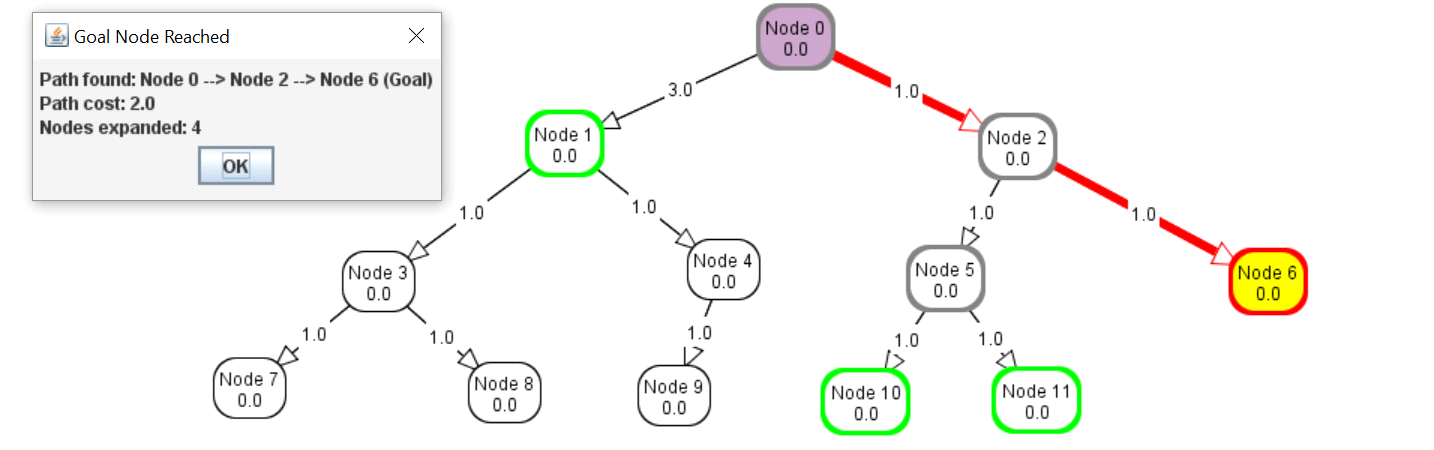 Goal Node Reached
Path found: Node 0 --> Node 2 --> Node 6 (Goal)
Path cost: 2.0
Nodes expanded: 4
OK
Node 0
0.0
3.0
1.0
Node 1
0.0
Node 2
0.0
1.0
1.0
1.0
1.0
Node 3
0.0
Node 4
0.0
Node 5
0.0
Node 6
0.0
1.0
1.0
1.0
1.0
1.0
Node 7
0.0
Node 8
0.0
Node 9
0.0
Node 10
0.0
Node 11
0.0